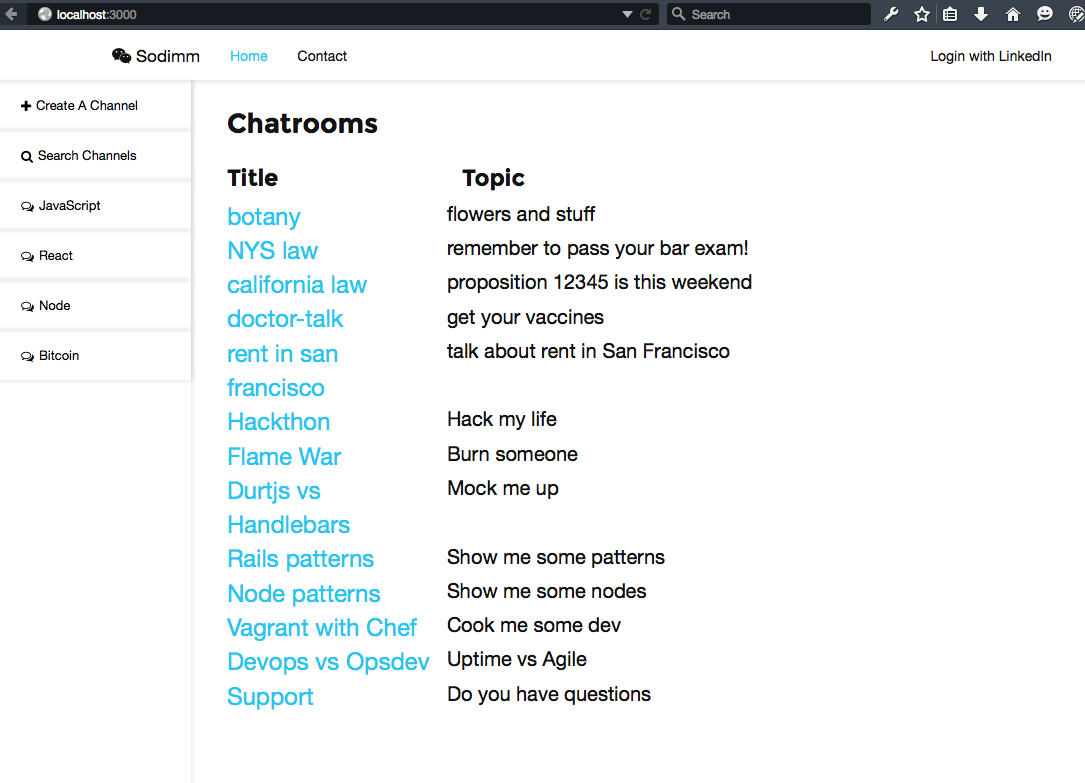 localhost:3000
Search
Sodimm
Home
Contact
Login with LinkedIn
Create A Channel
Search Channels
JavaScript
React
Node
Bitcoin
Chatrooms
Title Topic
botany flowers and stuff
NYS law remember to pass your bar exam!
california law proposition 12345 is this weekend
doctor-talk get your vaccines
rent in san talk about rent in San Francisco
francisco
Hackthon Hack my life
Flame War Burn someone
Durtjs vs Mock me up
Handlebars
Rails patterns Show me some patterns
Node patterns Show me some nodes
Vagrant with Chef Cook me some dev
Devops vs Opsdev Uptime vs Agile
Support Do you have questions